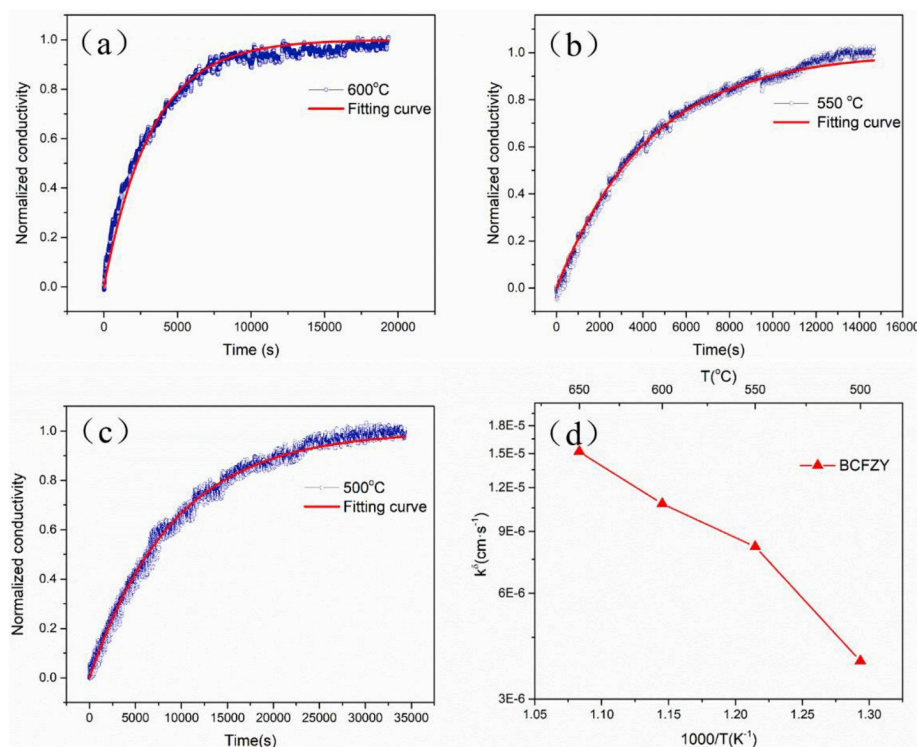 (a)
Normalized conductivity
1.0
0.8
0.6
0.4
0.2
0.0
600°C
Fitting curve
0 5000 10000 15000 20000
Time (s)
(b)
Normalized conductivity
1.0
0.8
0.6
0.4
0.2
0.0
550 °C
Fitting curve
0 2000 4000 6000 8000 10000 12000 14000 16000
Time(s)
(c)
Normalized conductivity
1.0
0.8
0.6
0.4
0.2
0.0
500°C
Fitting curve
0 5000 10000 15000 20000 25000 30000 35000
Time(s)
T(°C)
650 600 550 500
(d)
k^δ(cm·s⁻¹)
1.8E-5
1.5E-5
1.2E-5
9E-6
6E-6
3E-6
BCFZY
1.05 1.10 1.15 1.20 1.25 1.30
1000/T(K⁻¹)